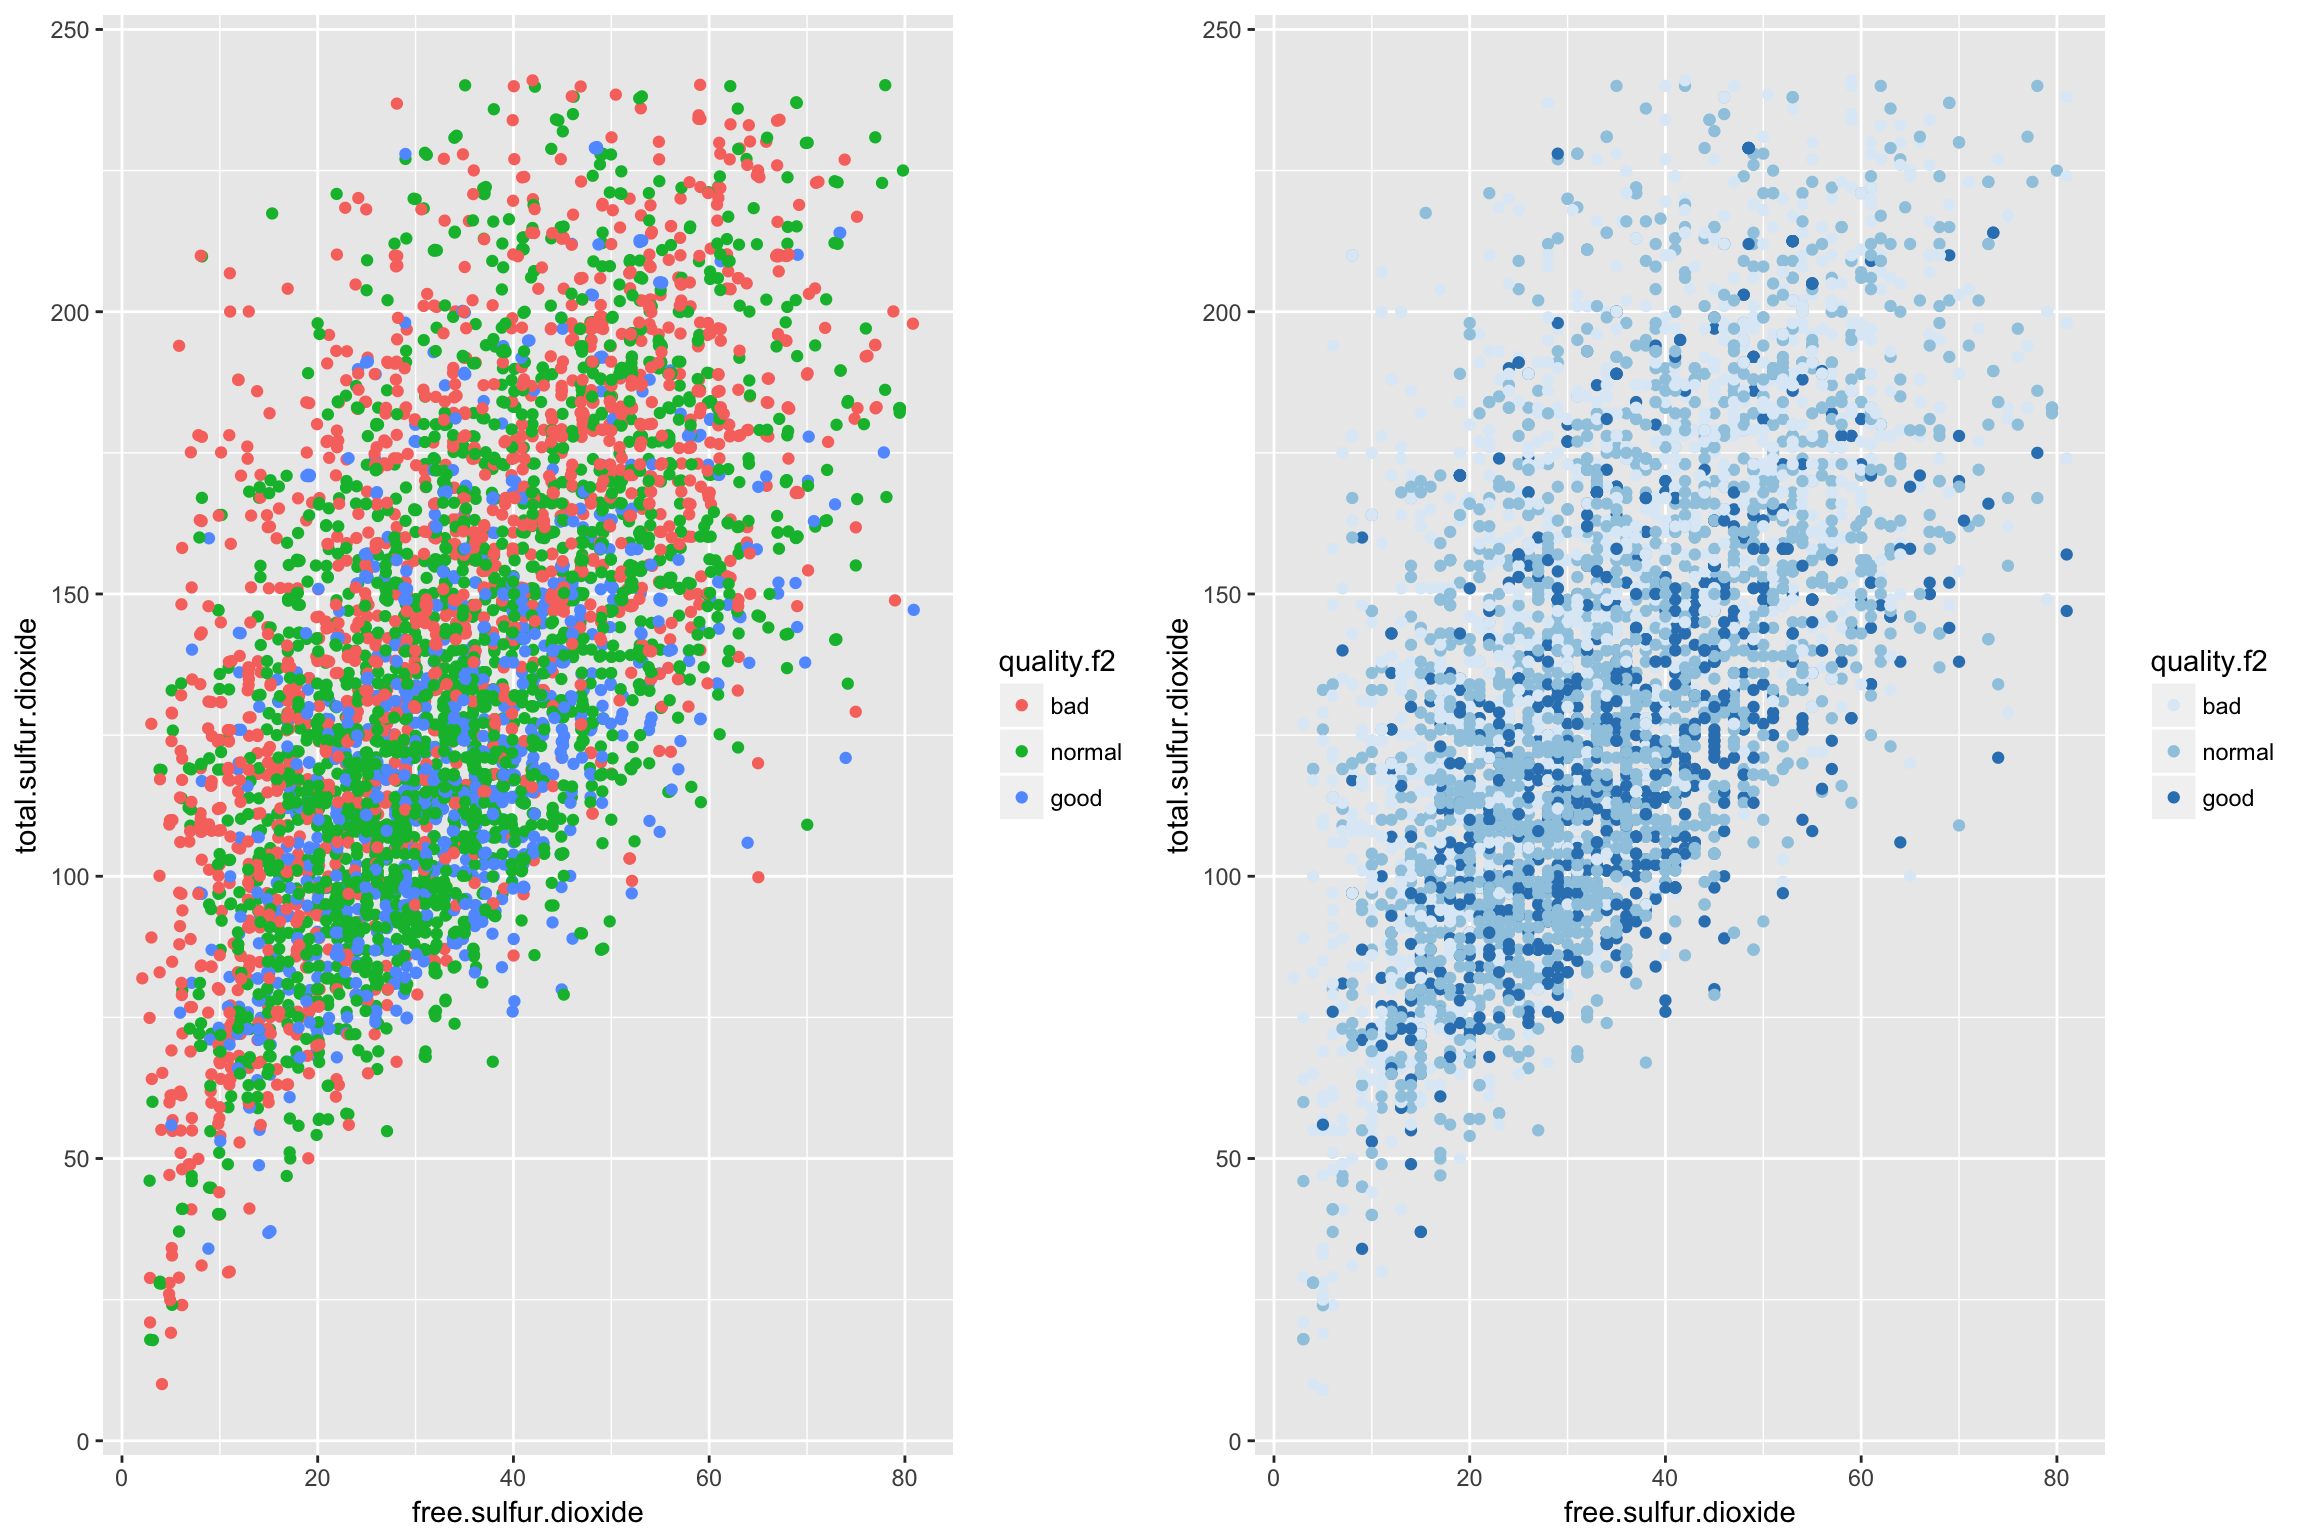 250
200
150
100
50
0
total.sulfur.dioxide
0 20 40 60 80
free.sulfur.dioxide
quality.f2
bad
normal
good
250
200
150
100
50
0
total.sulfur.dioxide
0 20 40 60 80
free.sulfur.dioxide
quality.f2
bad
normal
good